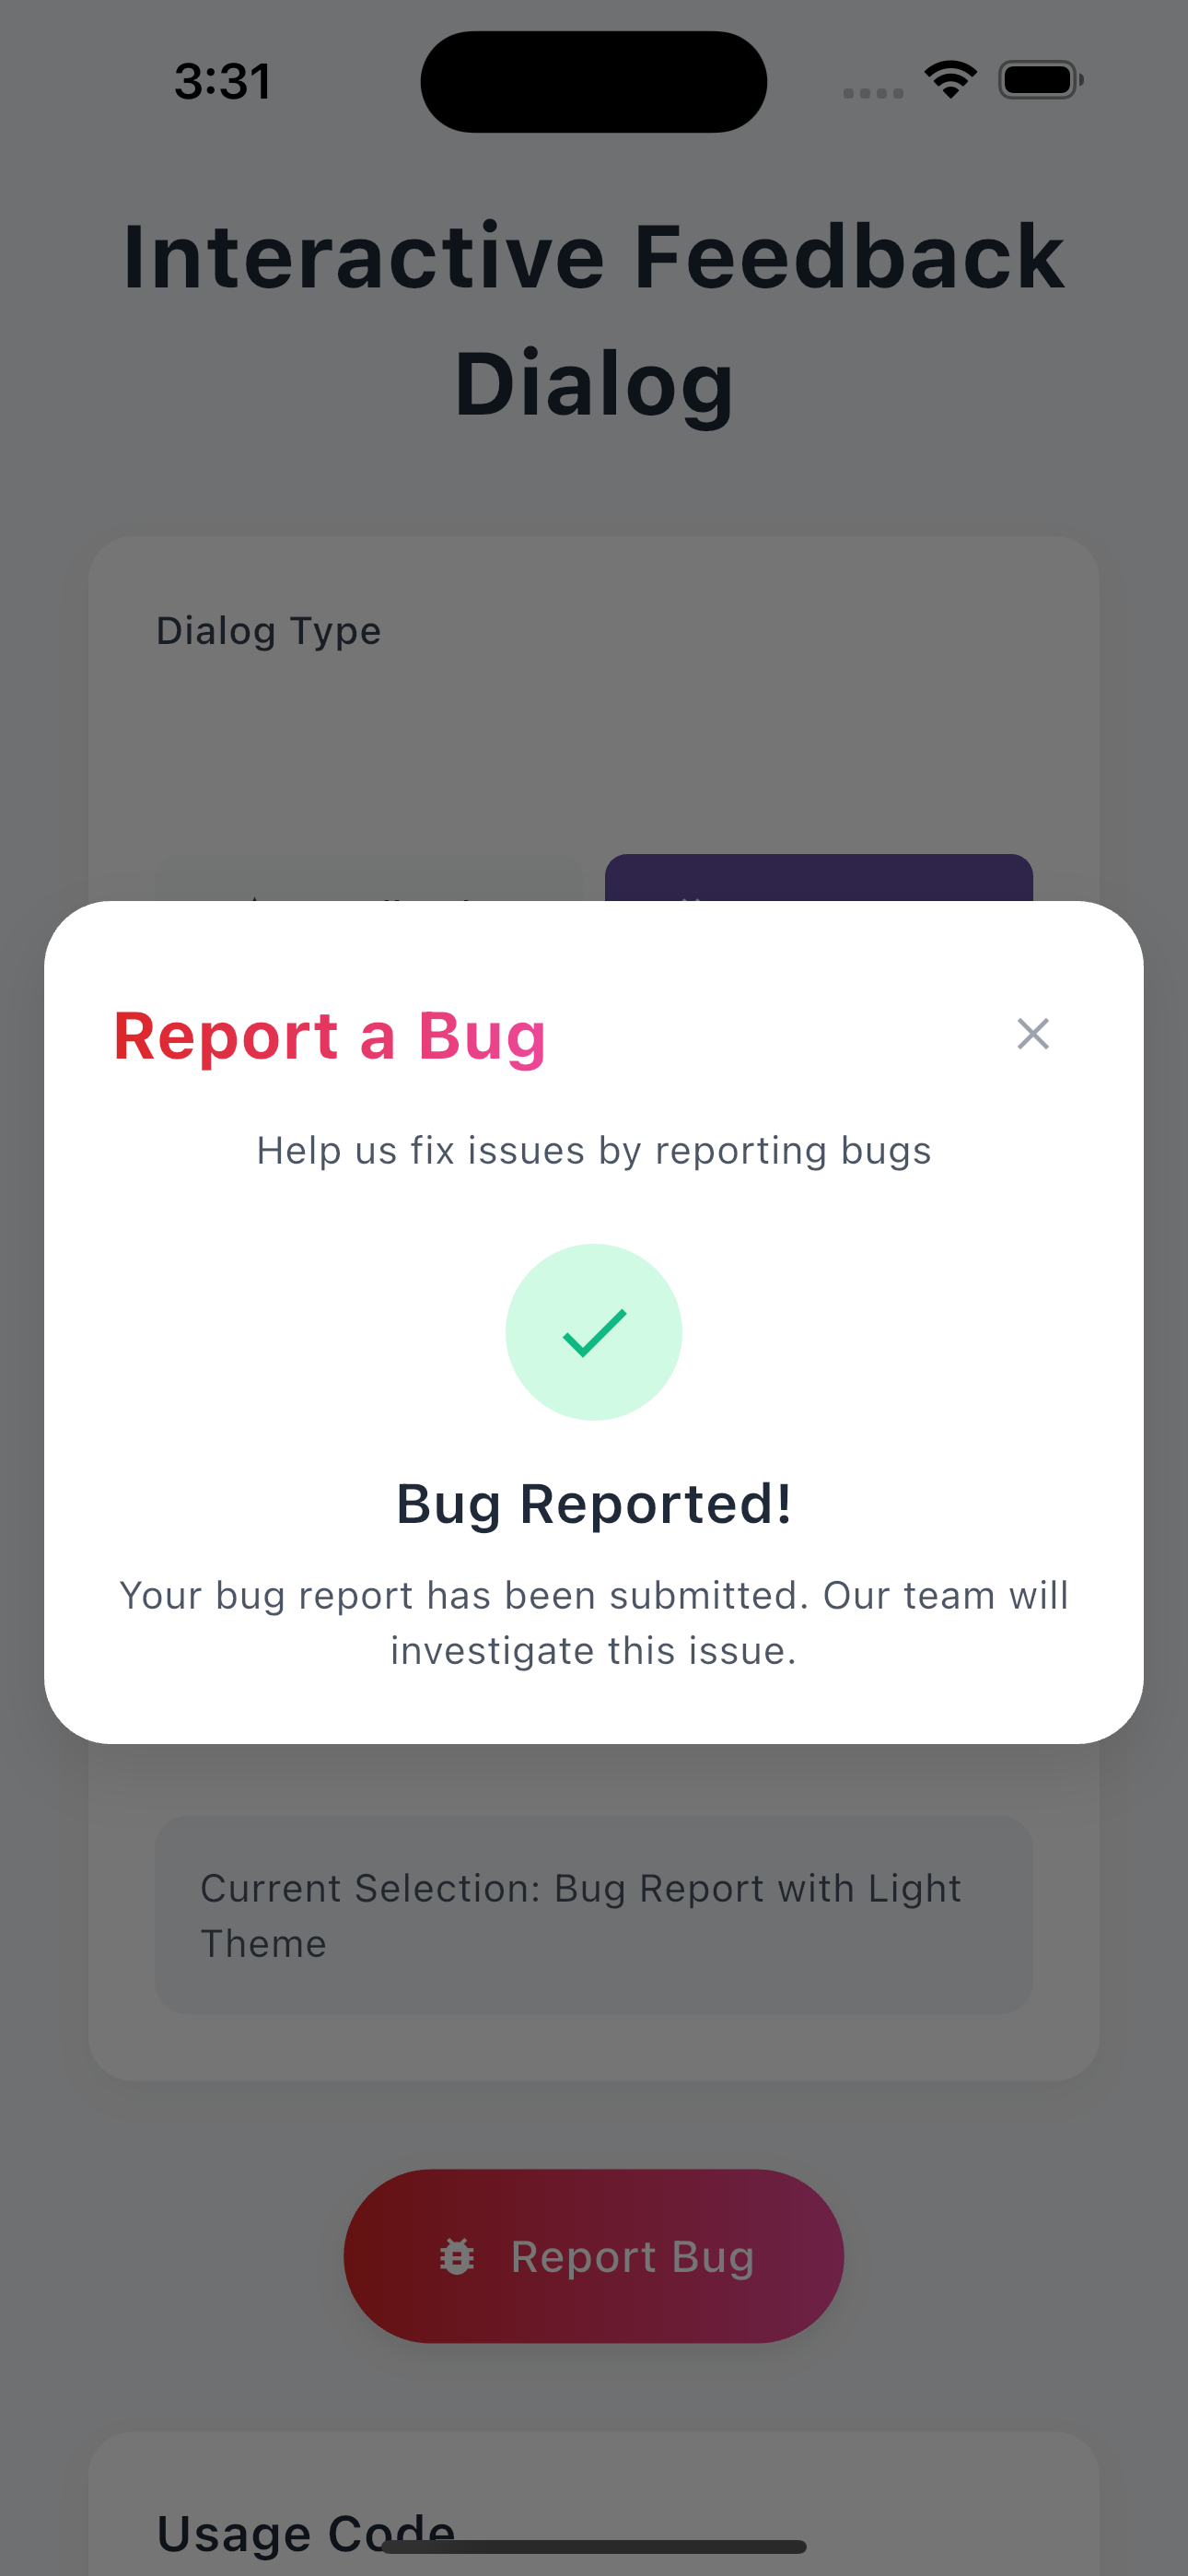 3:31
Interactive Feedback
Dialog
Dialog Type
Report a Bug
Help us fix issues by reporting bugs
Bug Reported!
Your bug report has been submitted. Our team will
investigate this issue.
Current Selection: Bug Report with Light
Theme
Report Bug
Usage Code